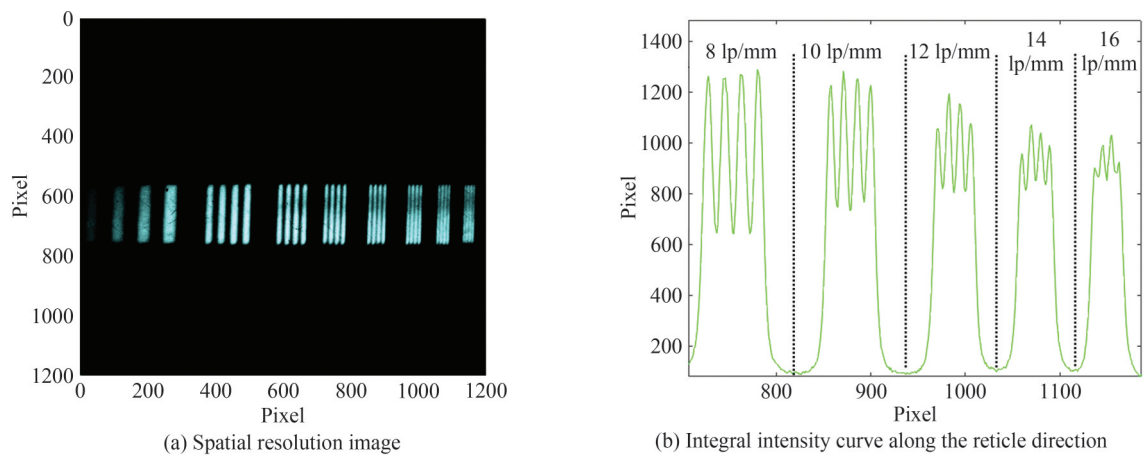 0
200
400
600
800
1000
1200
Pixel
0 200 400 600 800 1000 1200
Pixel
(a) Spatial resolution image
1400
1200
1000
800
600
400
200
Pixel
8 lp/mm
10 lp/mm
12 lp/mm
14
lp/mm
16
lp/mm
800 900 1000 1100
Pixel
(b) Integral intensity curve along the reticle direction